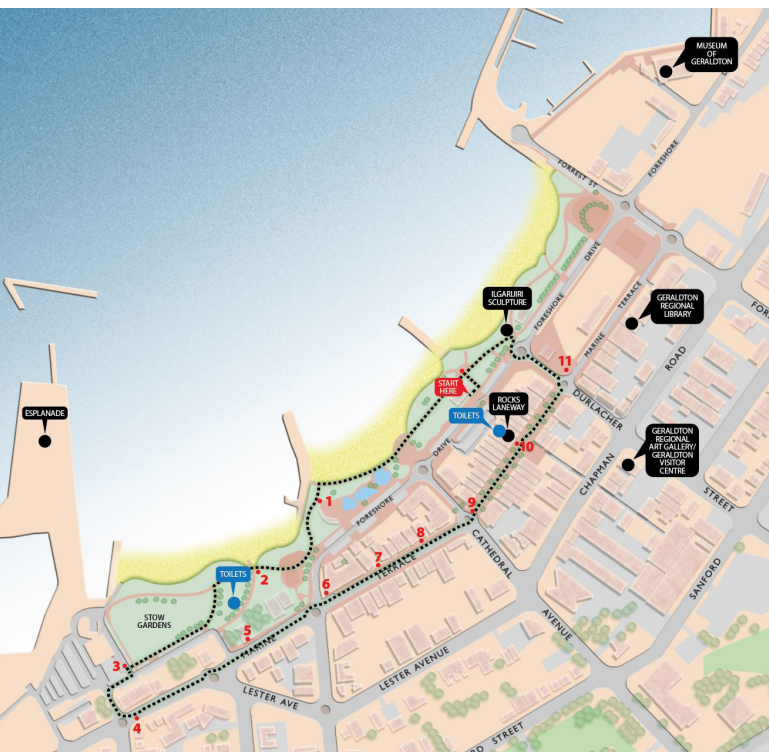 MUSEUM
OF
GERALDTON
FORESHORE
FORREST ST
DRIVE
FORESHORE
ILGARIJIRI
SCULPTURE
TERRACE
MARINE
GERALDTON
REGIONAL
LIBRARY
ROAD
11
START
HERE
ROCKS
LANEWAY
TOILETS
DURLACHER
ESPLANADE
10
GERALDTON
REGIONAL
ART GALLERY/
GERALDTON
VISITOR
CENTRE
CHAPMAN
STREET
DRIVE
FORESHORE
1
9
8
7
TERRACE
CATHEDRAL
SANFORD
2
TOILETS
6
AVENUE
STOW
GARDENS
5
MARINE
3
LESTER AVENUE
LESTER AVE
4
STREET